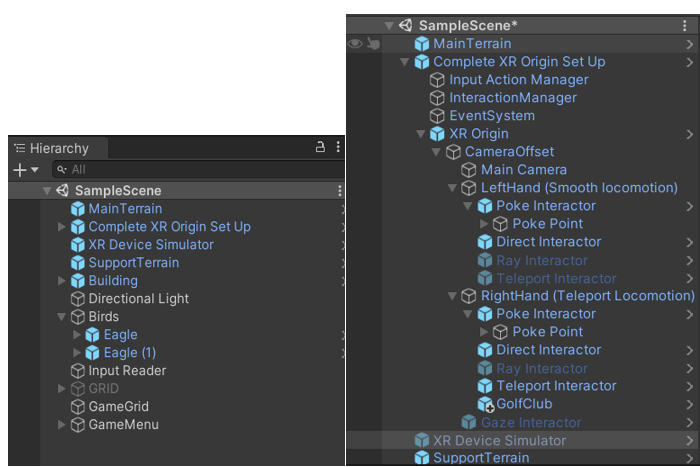 Hierarchy
All
SampleScene
MainTerrain
Complete XR Origin Set Up
XR Device Simulator
SupportTerrain
Building
Directional Light
Birds
Eagle
Eagle (1)
Input Reader
GRID
GameGrid
GameMenu
SampleScene*
MainTerrain
Complete XR Origin Set Up
Input Action Manager
InteractionManager
EventSystem
XR Origin
CameraOffset
Main Camera
LeftHand (Smooth locomotion)
Poke Interactor
Poke Point
Direct Interactor
Ray Interactor
Teleport Interactor
RightHand (Teleport Locomotion)
Poke Interactor
Poke Point
Direct Interactor
Ray Interactor
Teleport Interactor
GolfClub
Gaze Interactor
XR Device Simulator
SupportTerrain